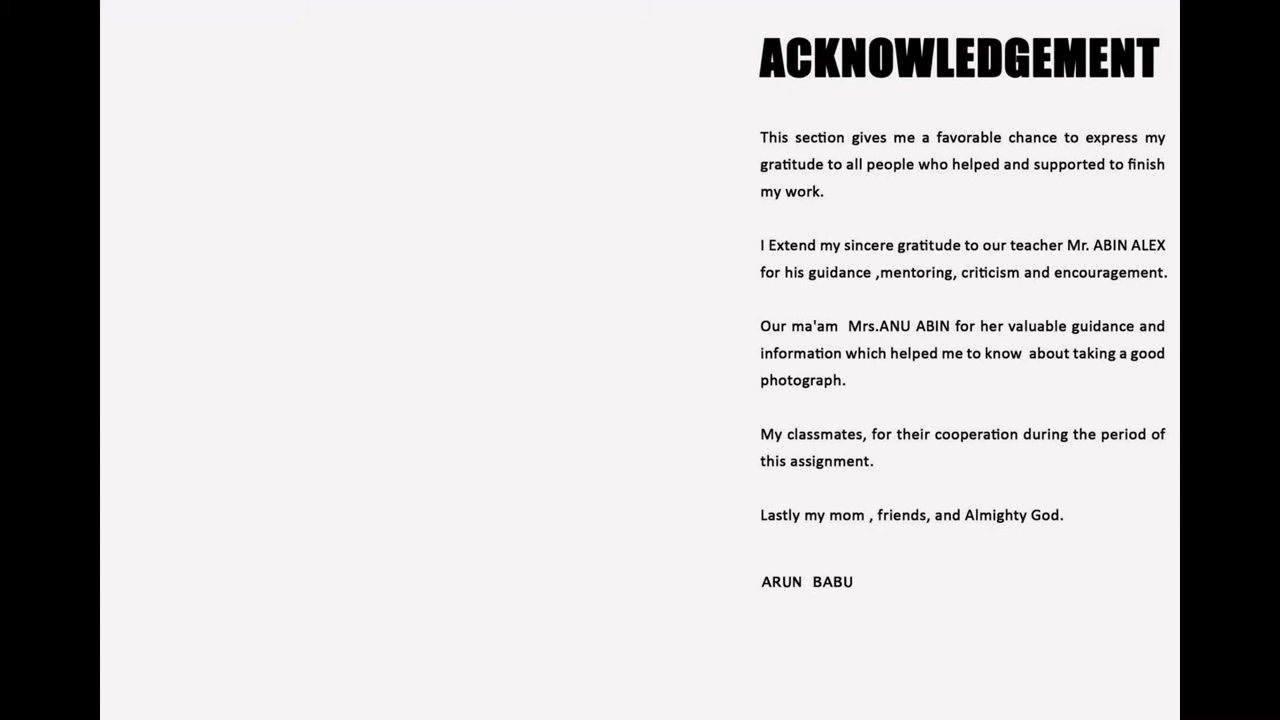 ACKNOWLEDGEMENT
This section gives me a favorable chance to express my
gratitude to all people who helped and supported to finish
my work.
I Extend my sincere gratitude to our teacher Mr. ABIN ALEX
for his guidance ,mentoring, criticism and encouragement.
Our ma'am  Mrs.ANU ABIN for her valuable guidance and
information which helped me to know  about taking a good
photograph.
My classmates, for their cooperation during the period of
this assignment.
Lastly my mom , friends, and Almighty God.
ARUN  BABU